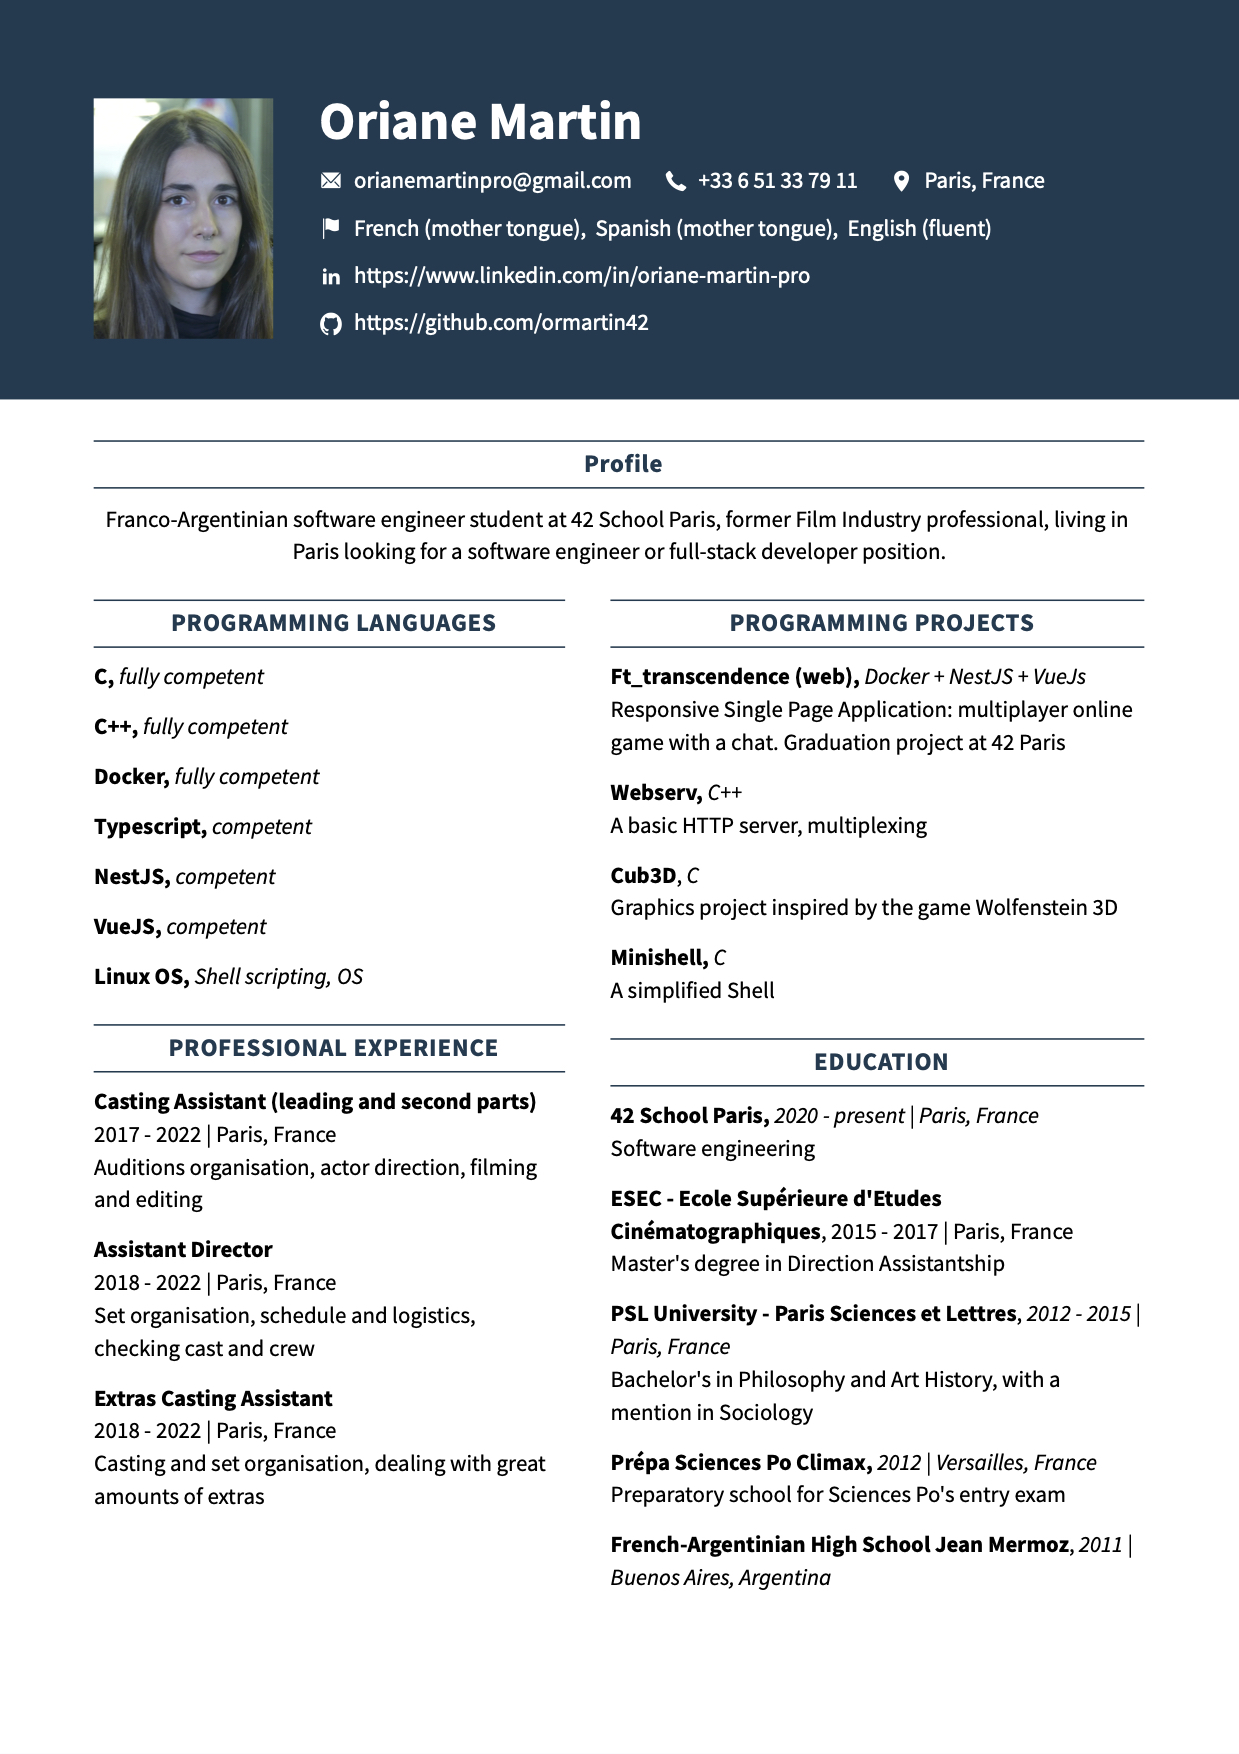 Oriane Martin
orianemartinpro@gmail.com +33 6 51 33 79 11 Paris, France
French (mother tongue), Spanish (mother tongue), English (fluent)
in https://www.linkedin.com/in/oriane-martin-pro
https://github.com/ormartin42
Profile
Franco-Argentinian software engineer student at 42 School Paris, former Film Industry professional, living in
Paris looking for a software engineer or full-stack developer position.
PROGRAMMING LANGUAGES
C, fully competent
C++, fully competent
Docker, fully competent
Typescript, competent
NestJS, competent
VueJS, competent
Linux OS, Shell scripting, OS
PROFESSIONAL EXPERIENCE
Casting Assistant (leading and second parts)
2017 - 2022 | Paris, France
Auditions organisation, actor direction, filming
and editing
Assistant Director
2018 - 2022 | Paris, France
Set organisation, schedule and logistics,
checking cast and crew
Extras Casting Assistant
2018 - 2022 | Paris, France
Casting and set organisation, dealing with great
amounts of extras
PROGRAMMING PROJECTS
Ft_transcendence (web), Docker + NestJS + VueJs
Responsive Single Page Application: multiplayer online
game with a chat. Graduation project at 42 Paris
Webserv, C++
A basic HTTP server, multiplexing
Cub3D, C
Graphics project inspired by the game Wolfenstein 3D
Minishell, C
A simplified Shell
EDUCATION
42 School Paris, 2020 - present | Paris, France
Software engineering
ESEC - Ecole Supérieure d'Etudes
Cinématographiques, 2015 - 2017 | Paris, France
Master's degree in Direction Assistantship
PSL University - Paris Sciences et Lettres, 2012 - 2015 |
Paris, France
Bachelor's in Philosophy and Art History, with a
mention in Sociology
Prépa Sciences Po Climax, 2012 | Versailles, France
Preparatory school for Sciences Po's entry exam
French-Argentinian High School Jean Mermoz, 2011 |
Buenos Aires, Argentina